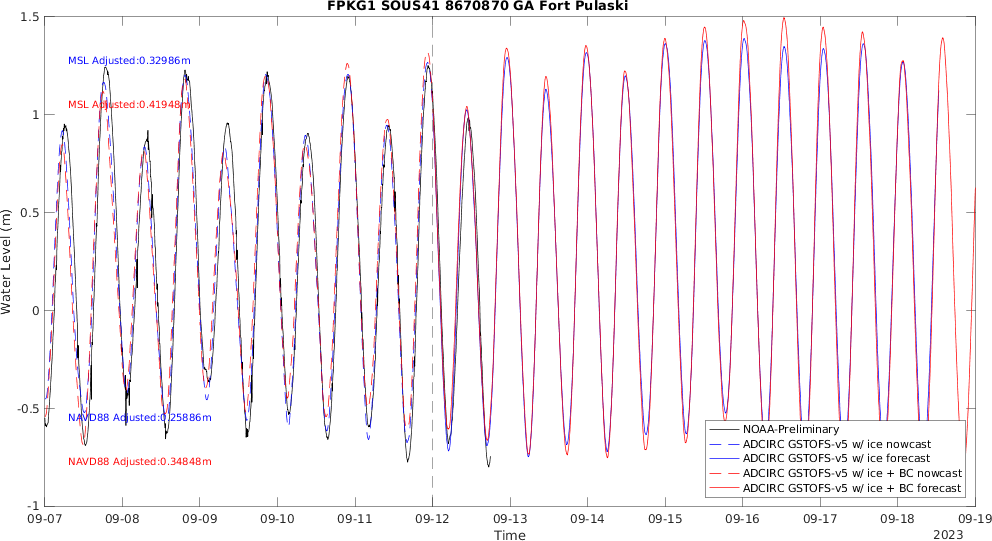 FPKG1 SOUS41 8670870 GA Fort Pulaski
1.5
1
0.5
0
-0.5
-1
Water Level (m)
MSL Adjusted:0.32986m
MSL Adjusted:0.41948m
NAVD88 Adjusted:0.25886m
NAVD88 Adjusted:0.34848m
NOAA-Preliminary
ADCIRC GSTOFS-v5 w/ ice nowcast
ADCIRC GSTOFS-v5 w/ ice forecast
ADCIRC GSTOFS-v5 w/ ice + BC nowcast
ADCIRC GSTOFS-v5 w/ ice + BC forecast
09-07 09-08 09-09 09-10 09-11 09-12 09-13 09-14 09-15 09-16 09-17 09-18 09-19
Time
2023